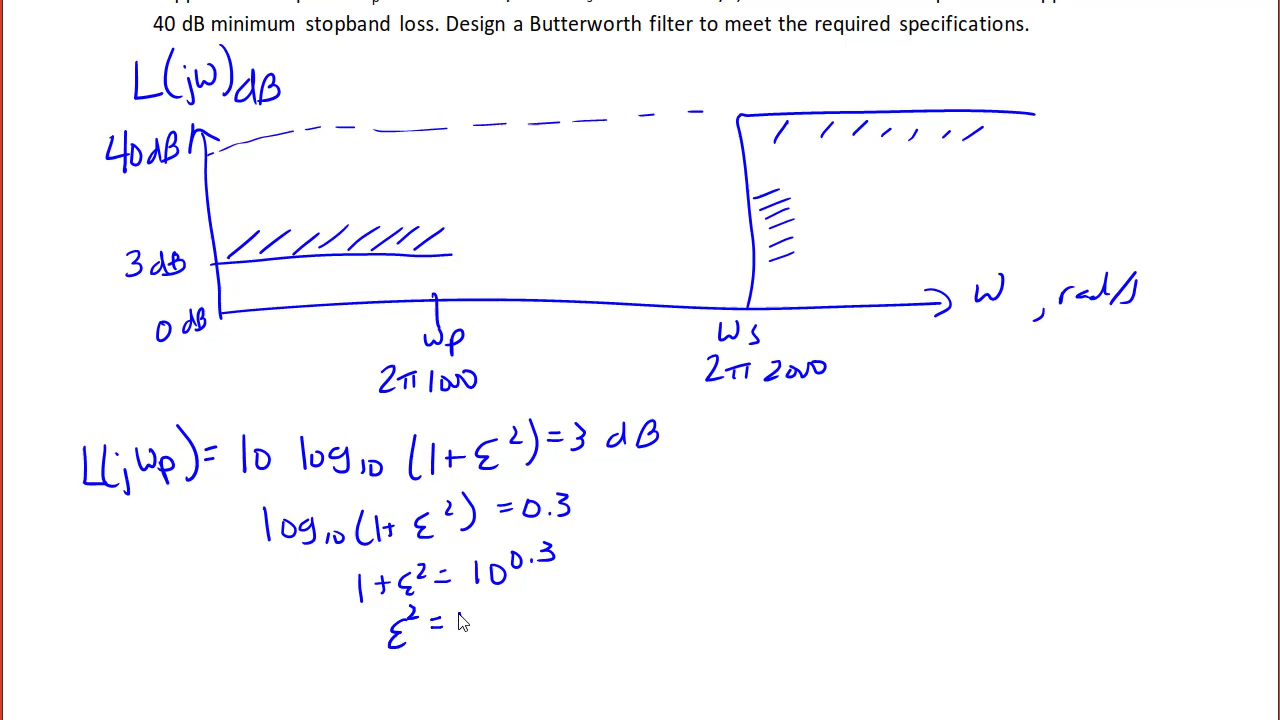 40 dB minimum stopband loss. Design a Butterworth filter to meet the required specifications.
L(jω)dB
40dB
3 dB
0 dB
ωp
2π 1000
ωs
2π 2000
ω, rad/s
L(jωp) = 10 log₁₀ (1+ ε²) = 3 dB
log₁₀ (1+ ε²) = 0.3
1 + ε² = 10^0.3
ε² =